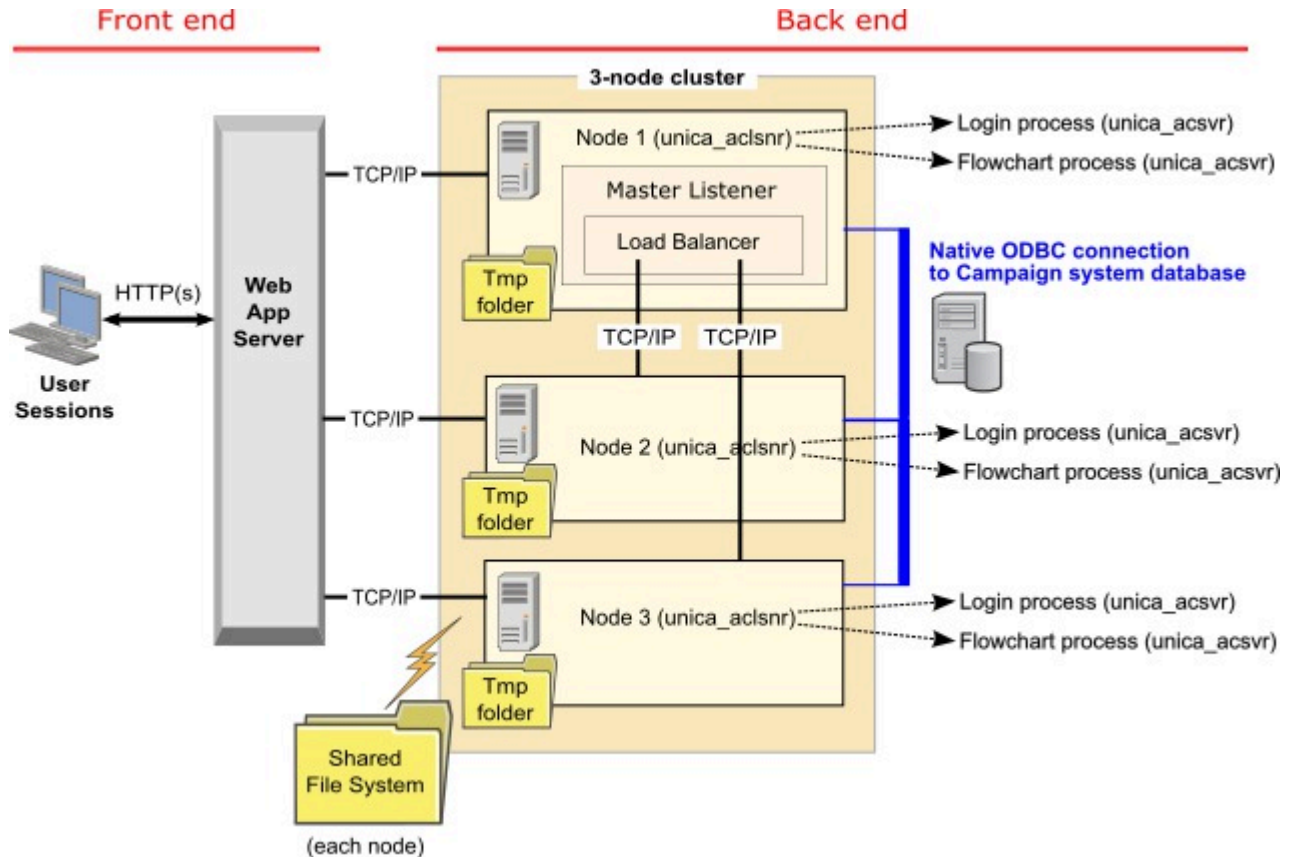 Front end
Back end
3-node cluster
Node 1 (unica_aclsnr)
Login process (unica_acsvr)
Flowchart process (unica_acsvr)
TCP/IP
Master Listener
Load Balancer
Tmp
folder
Native ODBC connection
to Campaign system database
HTTP(s)
Web
App
Server
User
Sessions
TCP/IP
TCP/IP
TCP/IP
Node 2 (unica_aclsnr)
Login process (unica_acsvr)
Flowchart process (unica_acsvr)
Tmp
folder
TCP/IP
Node 3 (unica_aclsnr)
Login process (unica_acsvr)
Flowchart process (unica_acsvr)
Tmp
folder
Shared
File System
(each node)